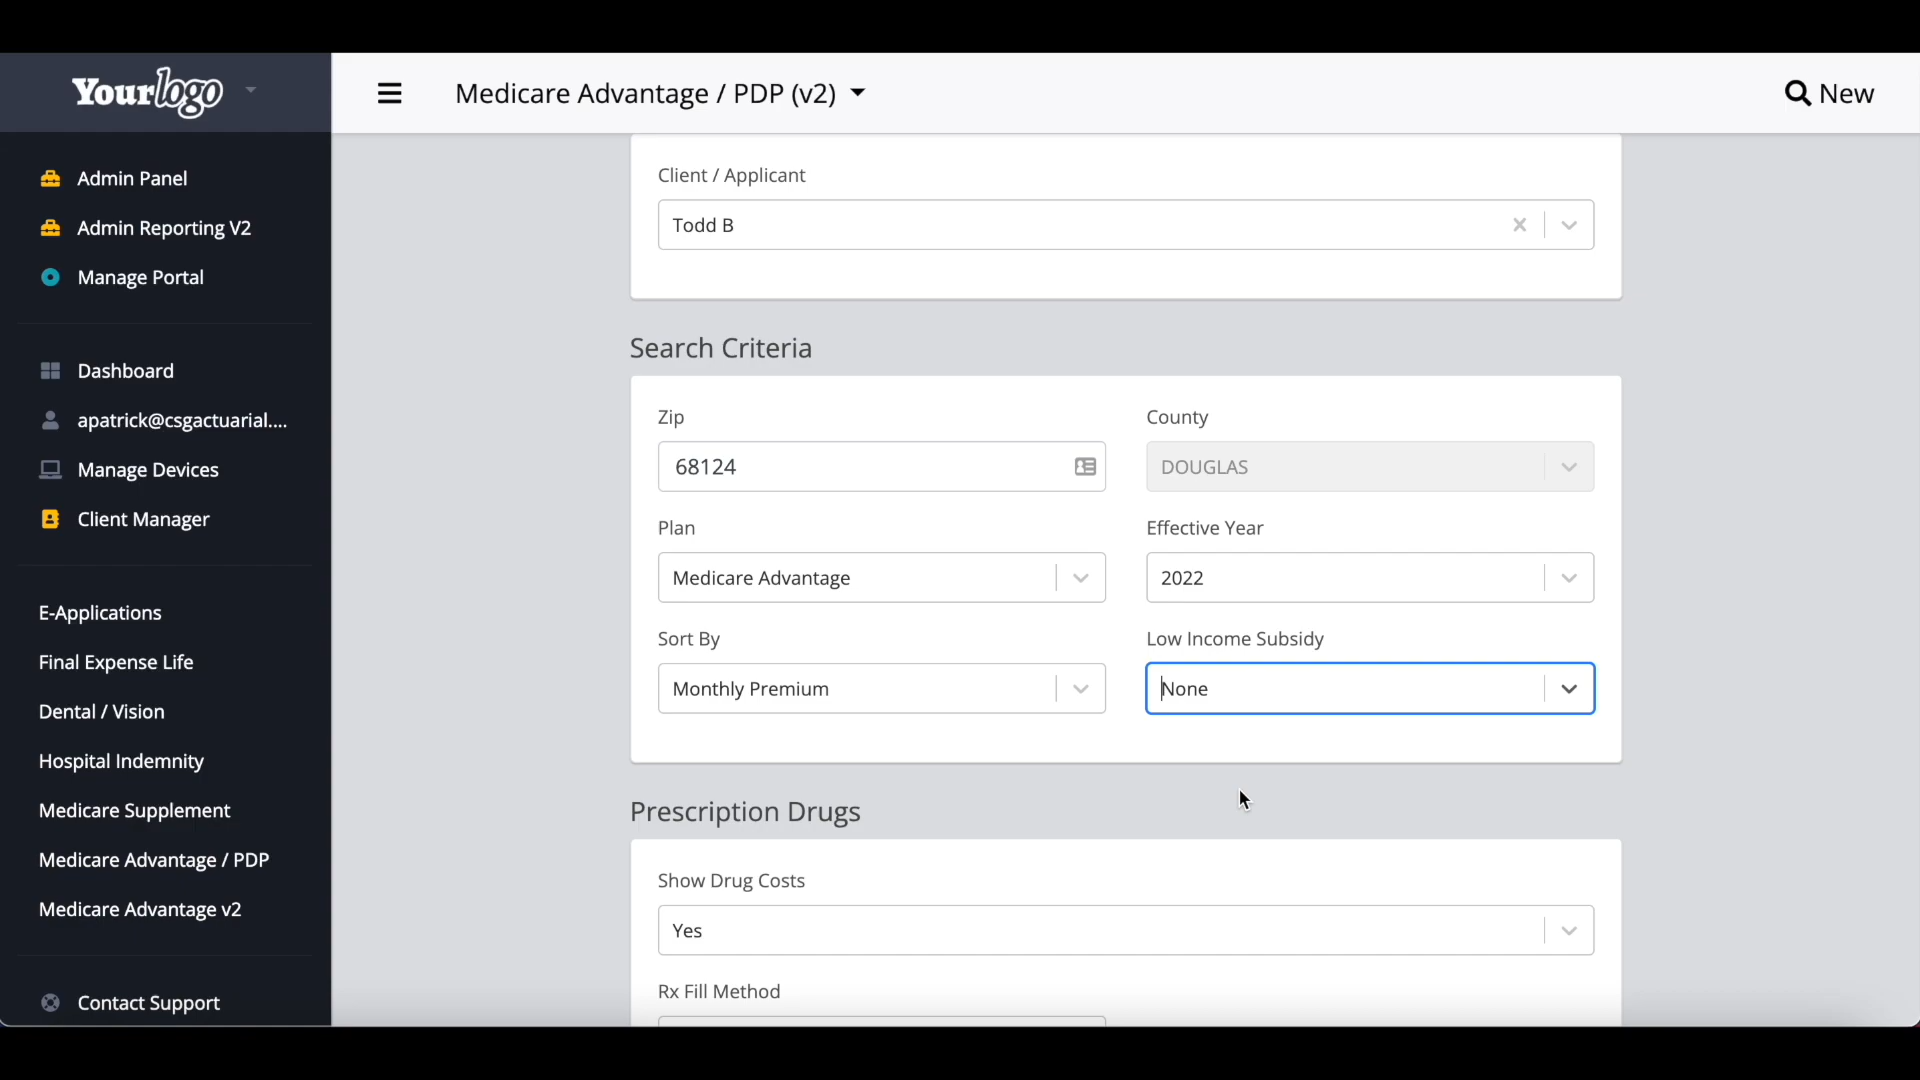 Yourlogo
Medicare Advantage / PDP (v2)
New
Admin Panel
Admin Reporting V2
Manage Portal
Dashboard
apatrick@csgactuarial....
Manage Devices
Client Manager
E-Applications
Final Expense Life
Dental / Vision
Hospital Indemnity
Medicare Supplement
Medicare Advantage / PDP
Medicare Advantage v2
Contact Support
Client / Applicant
Todd B
Search Criteria
Zip
County
68124
DOUGLAS
Plan
Effective Year
Medicare Advantage
2022
Sort By
Low Income Subsidy
Monthly Premium
None
Prescription Drugs
Show Drug Costs
Yes
Rx Fill Method